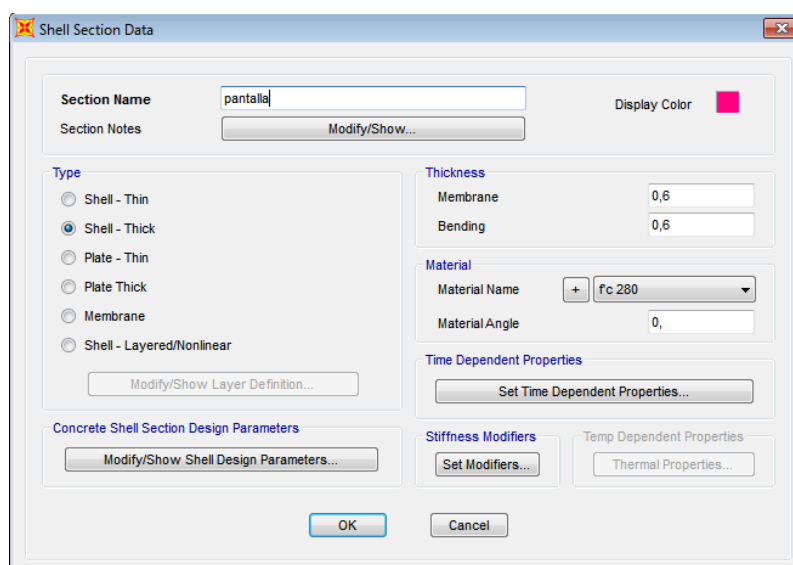 Shell Section Data
Section Name pantalla Display Color
Section Notes Modify/Show...
Type
Shell - Thin
Shell - Thick
Plate - Thin
Plate Thick
Membrane
Shell - Layered/Nonlinear
Modify/Show Layer Definition...
Thickness
Membrane 0,6
Bending 0,6
Material
Material Name + f'c 280
Material Angle 0,
Time Dependent Properties
Set Time Dependent Properties...
Concrete Shell Section Design Parameters
Modify/Show Shell Design Parameters...
Stiffness Modifiers
Set Modifiers...
Temp Dependent Properties
Thermal Properties...
OK Cancel